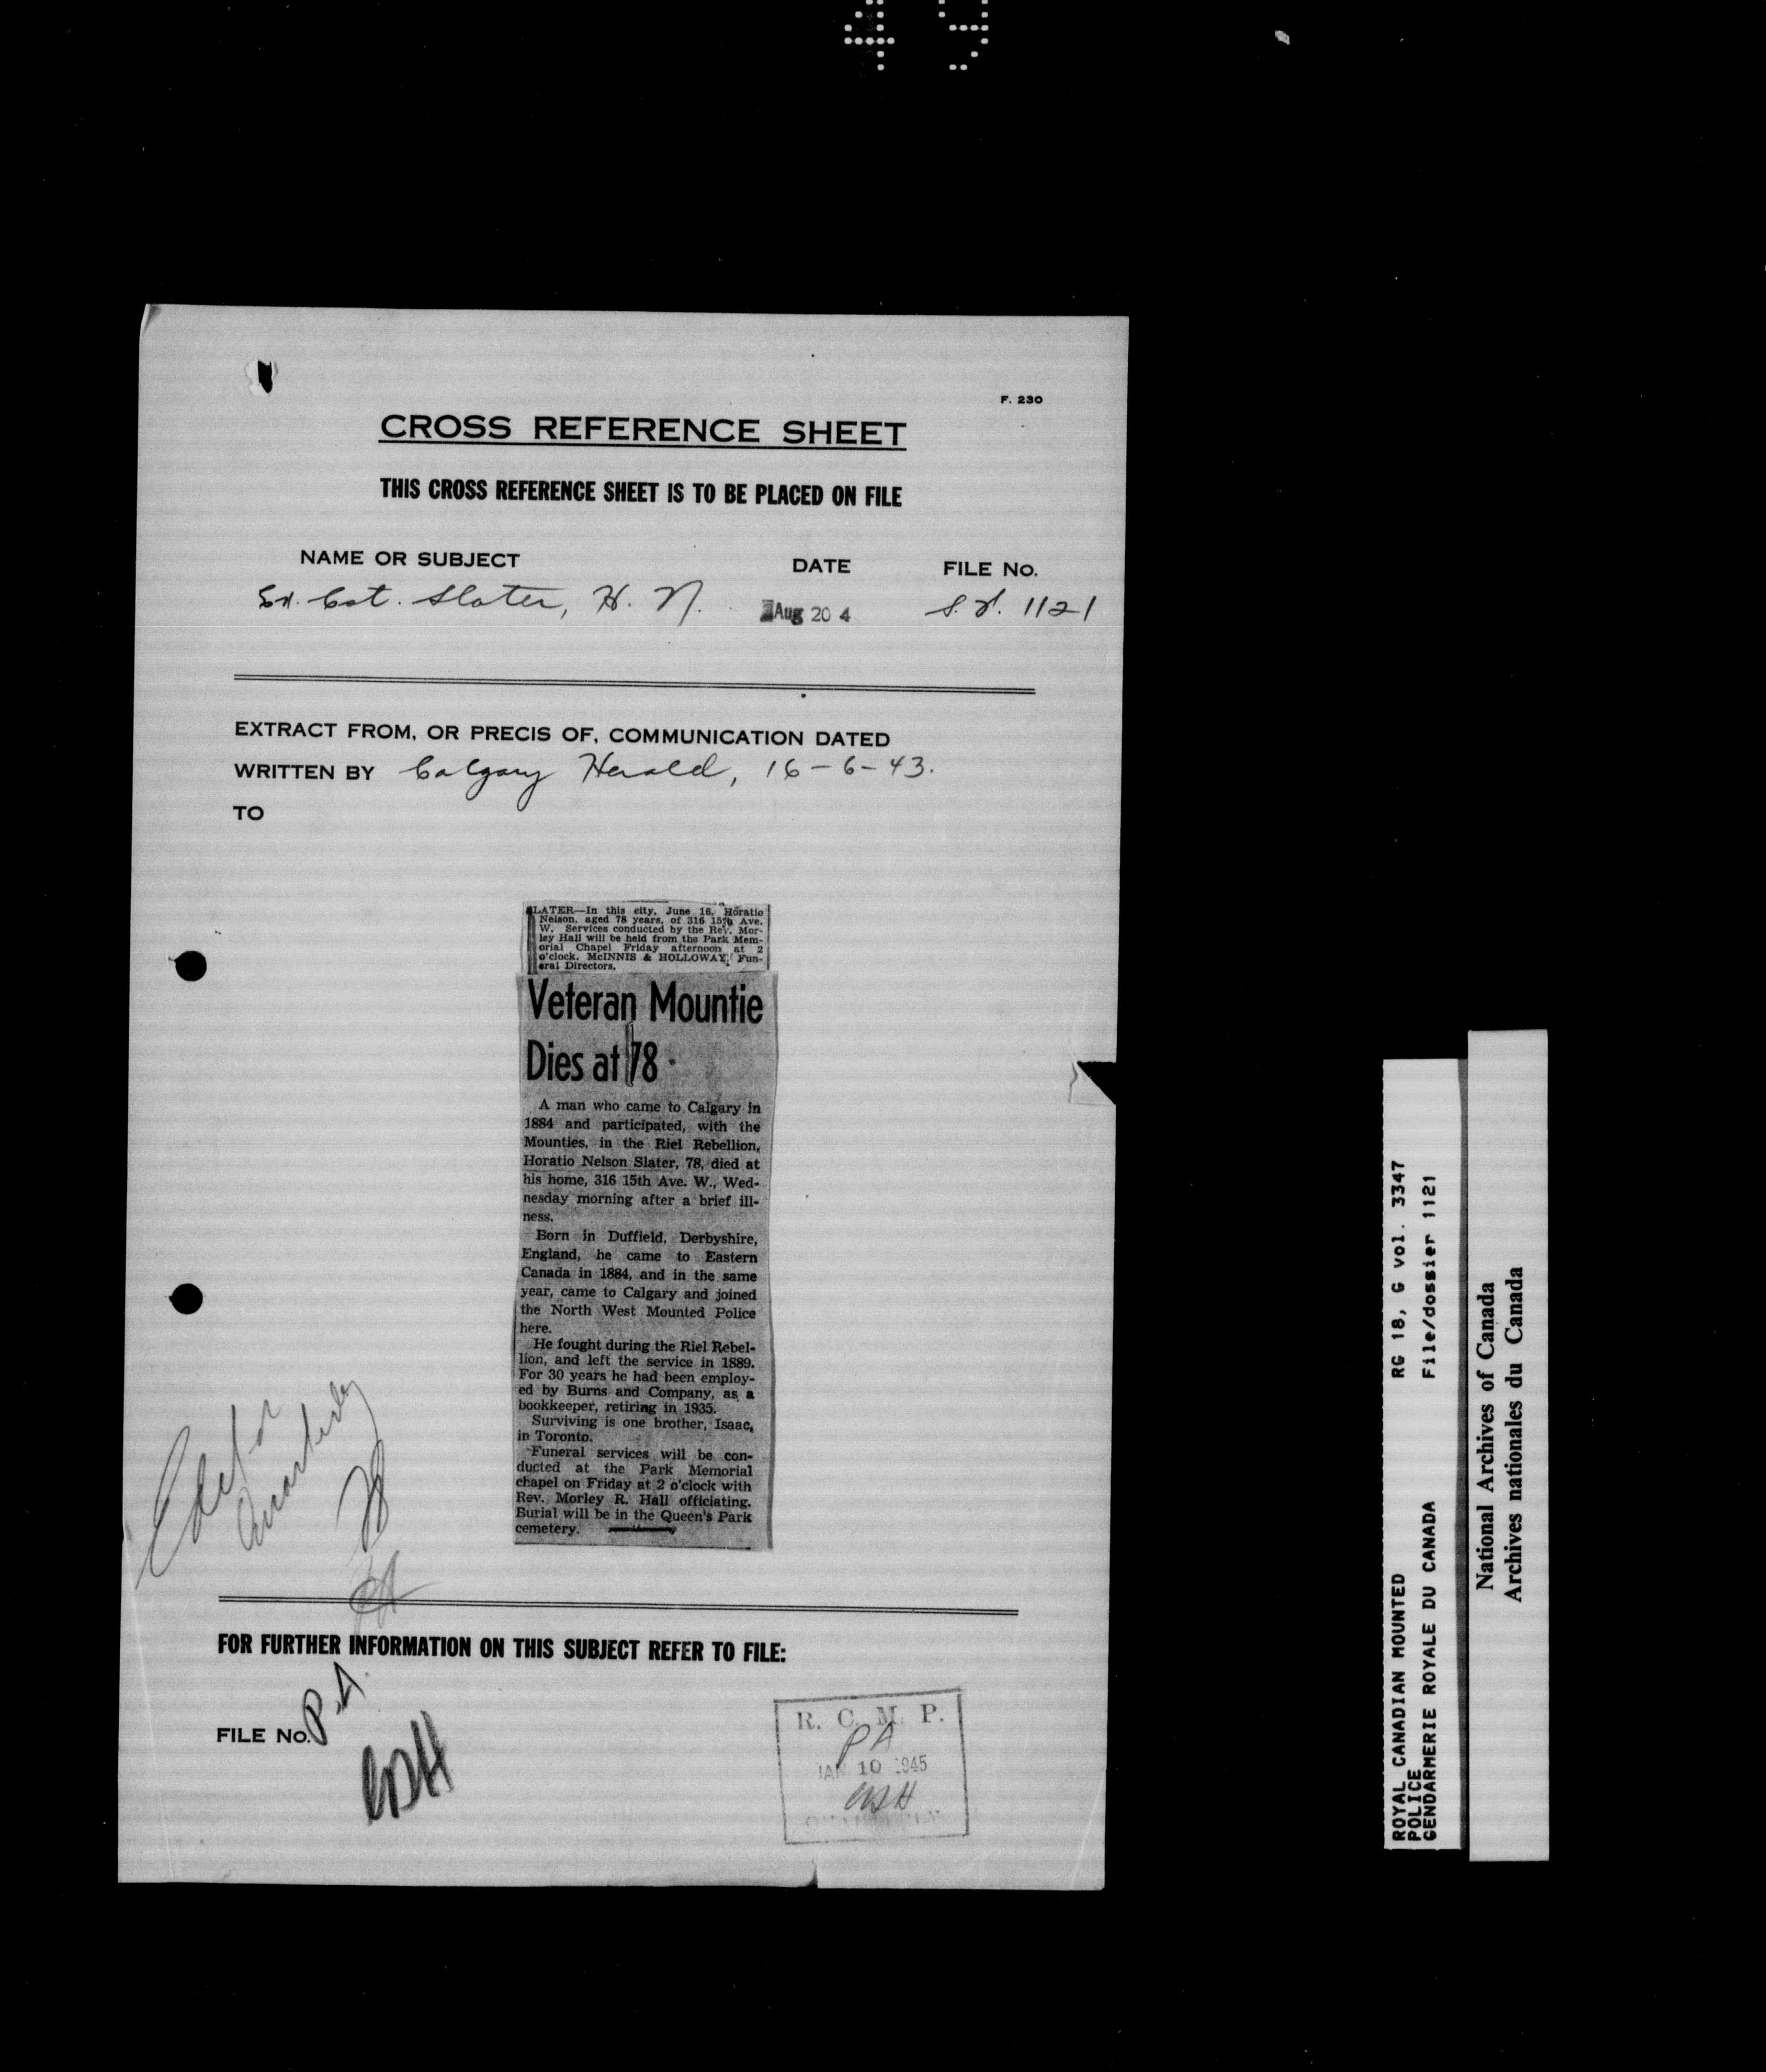 49
F. 230
CROSS REFERENCE SHEET
THIS CROSS REFERENCE SHEET IS TO BE PLACED ON FILE
NAME OR SUBJECT DATE FILE No.
Ex. Cst. Slater, H. N. Aug 20 4 1121
EXTRACT FROM, OR PRECIS OF, COMMUNICATION DATED
WRITTEN BY Calgary Herald, 16-6-43.
TO
SLATER—In this city, June 16, Horatio
Nelson, aged 78 years, of 316 15th Ave.
W. Services conducted by the Rev. Mor-
ley Hall will be held from the Park Mem-
orial Chapel Friday afternoon at 2
o'clock. McINNIS & HOLLOWAY, Fun-
eral Directors.
Veteran Mountie
Dies at 78
A man who came to Calgary in
1884 and participated, with the
Mounties, in the Riel Rebellion,
Horatio Nelson Slater, 78, died at
his home, 316 15th Ave. W., Wed-
nesday morning after a brief ill-
ness.
Born in Duffield, Derbyshire,
England, he came to Eastern
Canada in 1884, and in the same
year, came to Calgary and joined
the North West Mounted Police
here.
He fought during the Riel Rebel-
lion, and left the service in 1889.
For 30 years he had been employ-
ed by Burns and Company, as a
bookkeeper, retiring in 1935.
Surviving is one brother, Isaac,
in Toronto.
Funeral services will be con-
ducted at the Park Memorial
chapel on Friday at 2 o'clock with
Rev. Morley R. Hall officiating.
Burial will be in the Queen's Park
cemetery.
Editor
Quarterly
FOR FURTHER INFORMATION ON THIS SUBJECT REFER TO FILE:
FILE No. P.A.
R. C. M. P.
PA
JAN 10 1945
ROYAL CANADIAN MOUNTED RG 18, G vol. 3347
POLICE
GENDARMERIE ROYALE DU CANADA File/dossier 1121
National Archives of Canada
Archives nationales du Canada